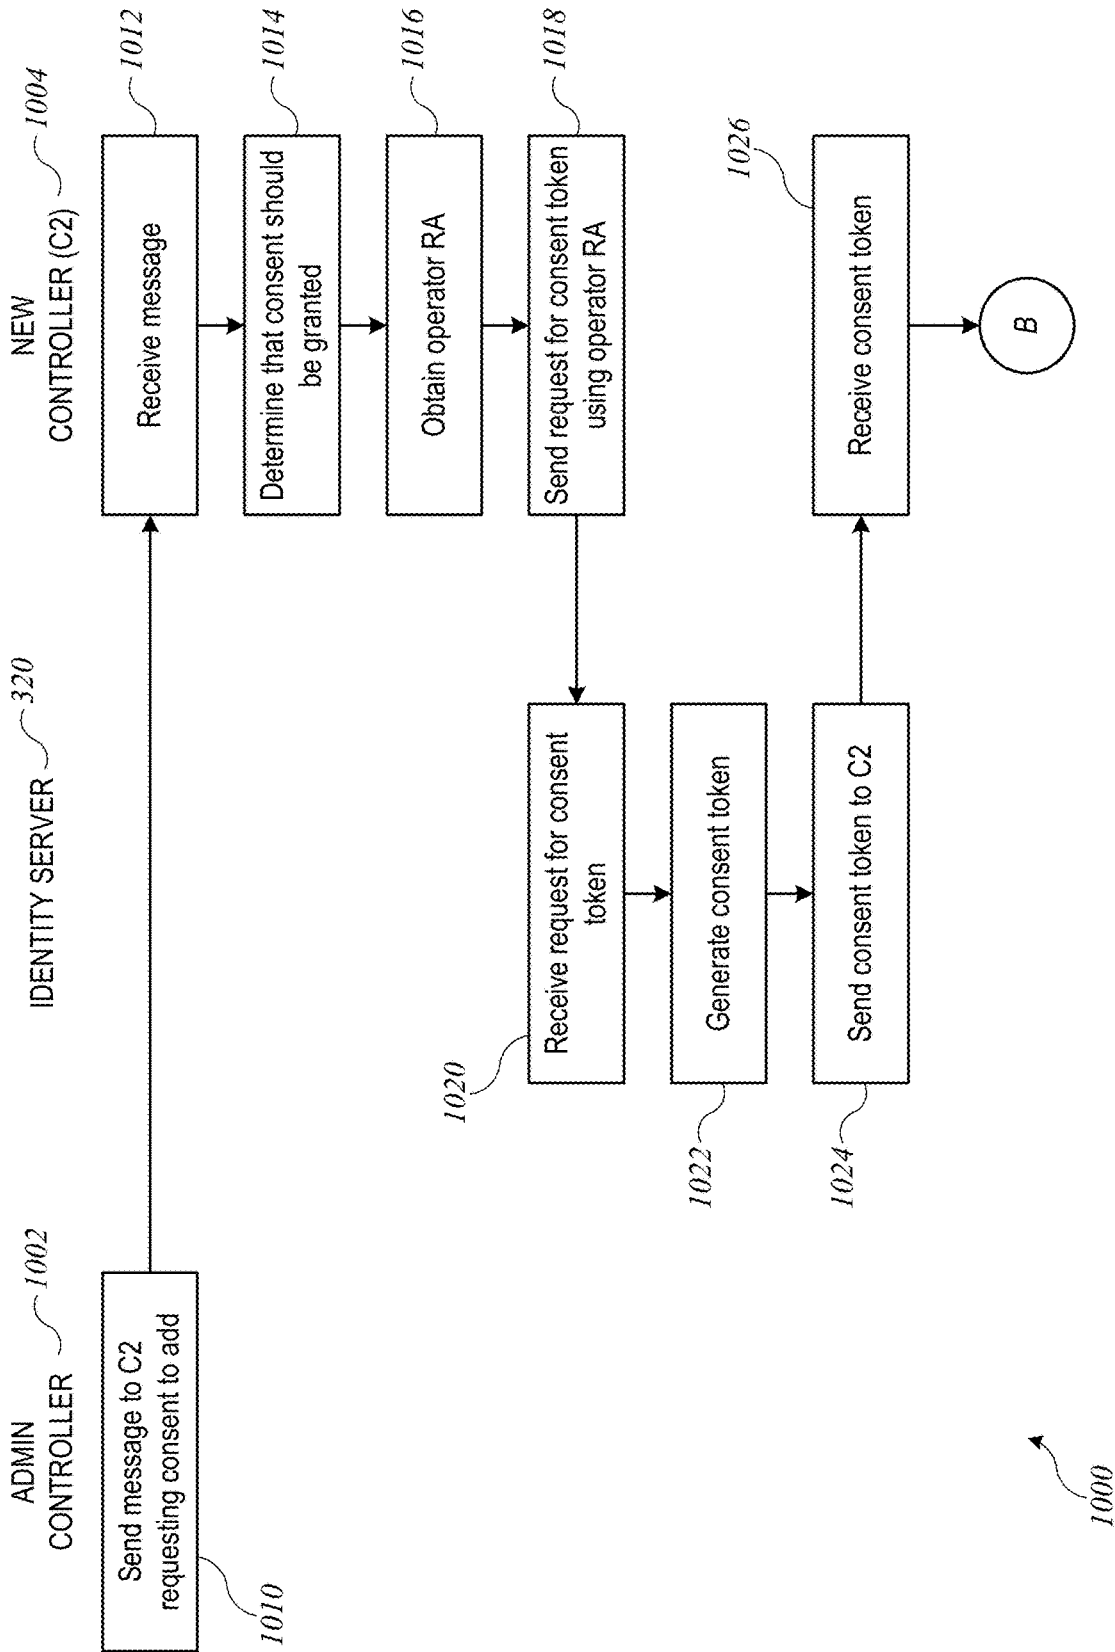 ADMIN
CONTROLLER
1002
IDENTITY SERVER
320
NEW
CONTROLLER (C2)
1004
Send message to C2
requesting consent to add
1010
Receive message
1012
Determine that consent should
be granted
1014
Obtain operator RA
1016
Send request for consent token
using operator RA
1018
Receive request for consent
token
1020
Generate consent token
1022
Send consent token to C2
1024
Receive consent token
1026
B
1000